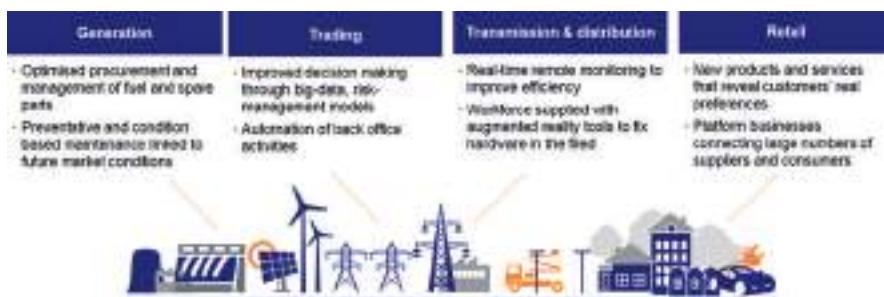 Generation
Optimised procurement and
management of fuel and spare
parts
Preventative and condition
based maintenance linked to
future market conditions
Trading
Improved decision making
through big-data, risk-
management models
Automation of back office
activities
Transmission & distribution
Real-time remote monitoring to
improve efficiency
Workforce supplied with
augmented reality tools to fix
hardware in the field
Retail
New products and services
that reveal customers' real
preferences
Platform businesses
connecting large numbers of
suppliers and consumers